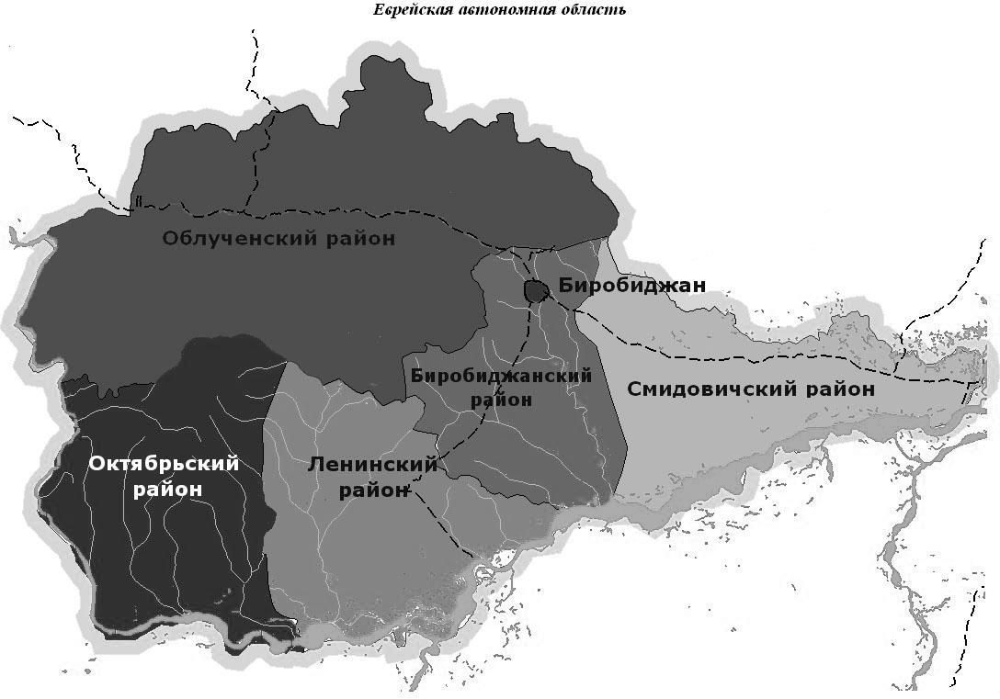 Еврейская автономная область
Облученский район
Биробиджан
Биробиджанский
район
Смидовичский район
Октябрьский
район
Ленинский
район